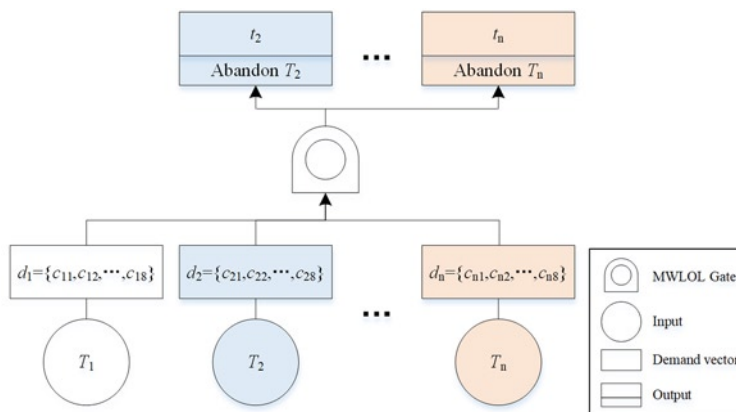 t₂
tₙ
Abandon T₂
...
Abandon Tₙ
d₁={c₁₁,c₁₂,···,c₁₈}
d₂={c₂₁,c₂₂,···,c₂₈}
dₙ={cₙ₁,cₙ₂,···,cₙ₈}
T₁
T₂
...
Tₙ
MWLOL Gate
Input
Demand vector
Output